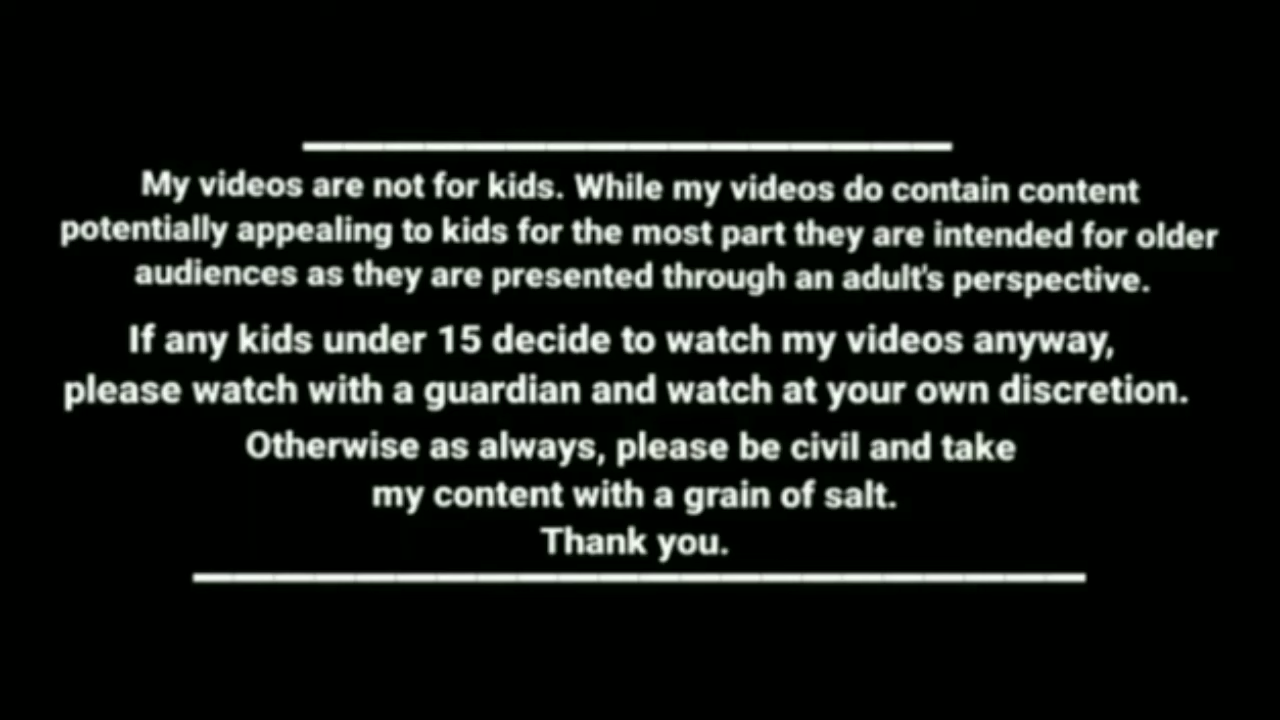 My videos are not for kids. While my videos do contain content
potentially appealing to kids for the most part they are intended for older
audiences as they are presented through an adult's perspective.
If any kids under 15 decide to watch my videos anyway,
please watch with a guardian and watch at your own discretion.
Otherwise as always, please be civil and take
my content with a grain of salt.
Thank you.